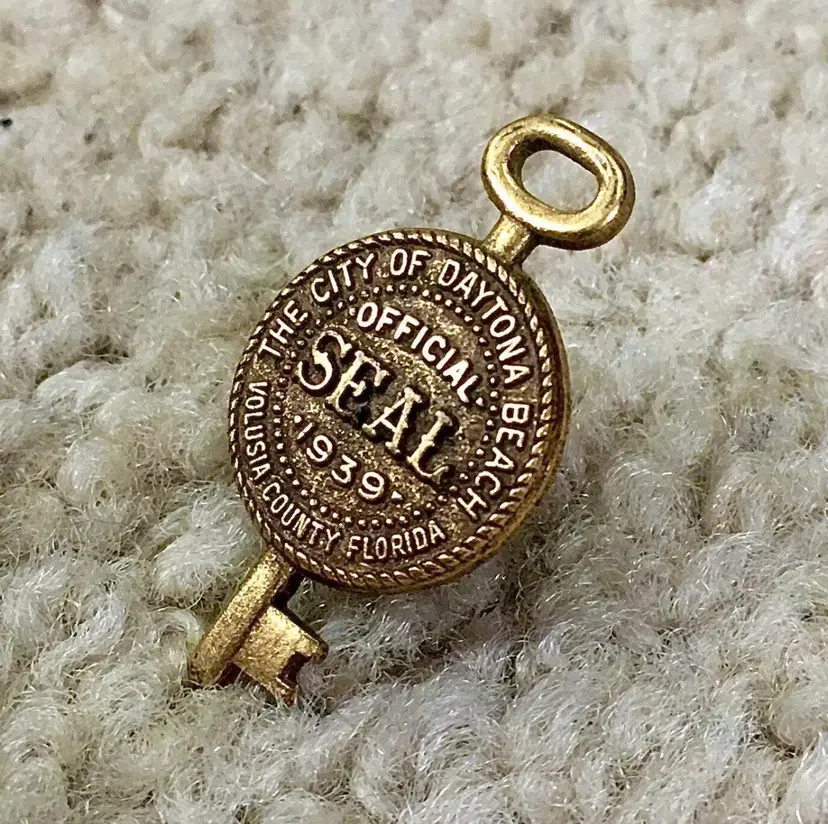 THE CITY OF DAYTONA BEACH
OFFICIAL
SEAL
·1939·
VOLUSIA COUNTY FLORIDA